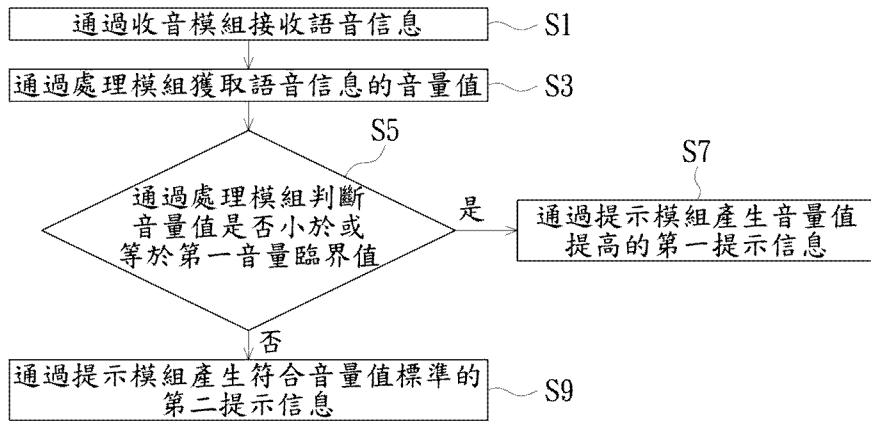 通過收音模組接收語音信息
S1
通過處理模組獲取語音信息的音量值
S3
S5
通過處理模組判斷
音量值是否小於或
等於第一音量臨界值
是
S7
通過提示模組產生音量值
提高的第一提示信息
否
通過提示模組產生符合音量值標準的
第二提示信息
S9